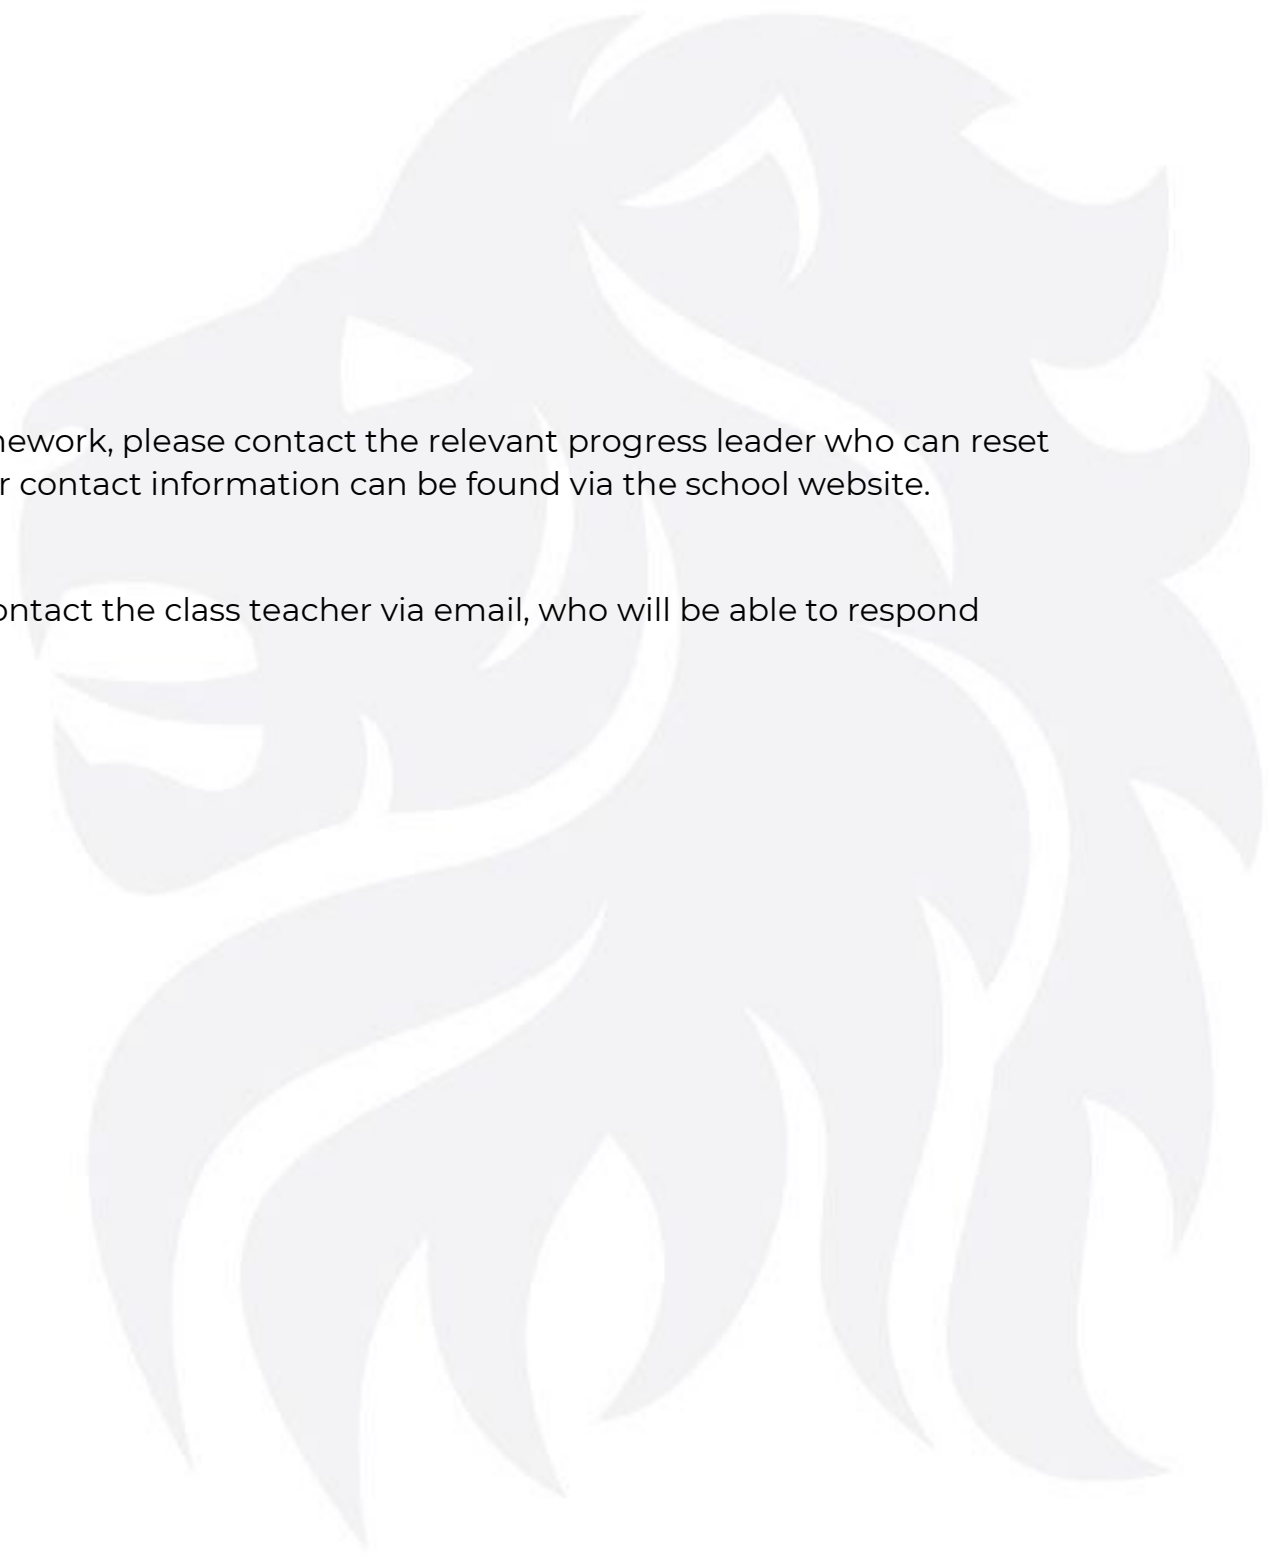 nework, please contact the relevant progress leader who can reset
r contact information can be found via the school website.
ontact the class teacher via email, who will be able to respond